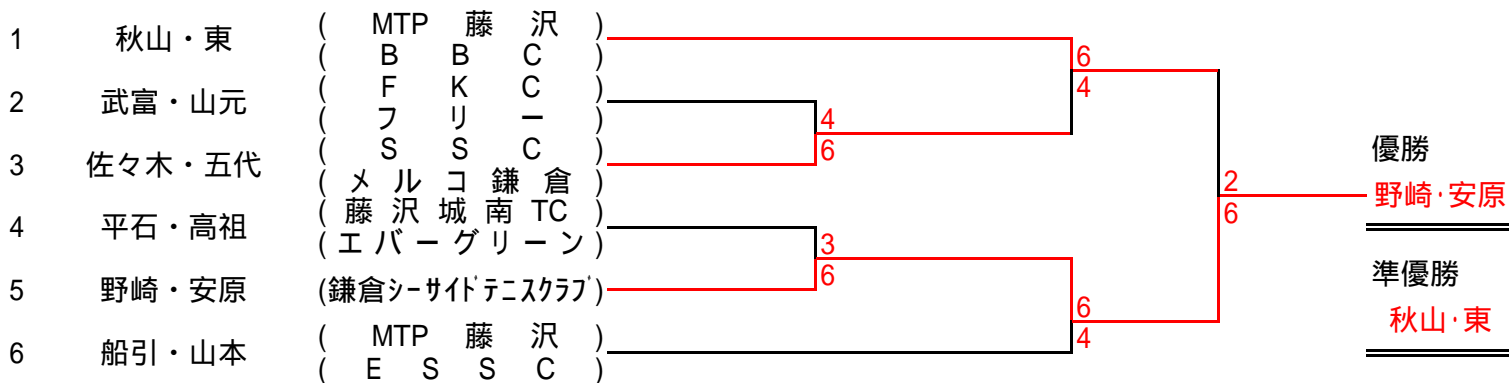 1 秋山・東 ( MTP 藤 沢 )
( B B C )
2 武富・山元 ( F K C )
( フ リ ー )
3 佐々木・五代 ( S S C )
( メ ル コ 鎌 倉 )
4 平石・高祖 ( 藤 沢 城 南 TC )
( エ バ ー グ リ ー ン )
5 野崎・安原 (鎌倉ｼｰｻｲﾄﾞﾃﾆｽｸﾗﾌﾞ)
6 船引・山本 ( MTP 藤 沢 )
( E S S C )
4
6
3
6
6
4
6
4
2
6
優勝
野崎・安原
準優勝
秋山・東